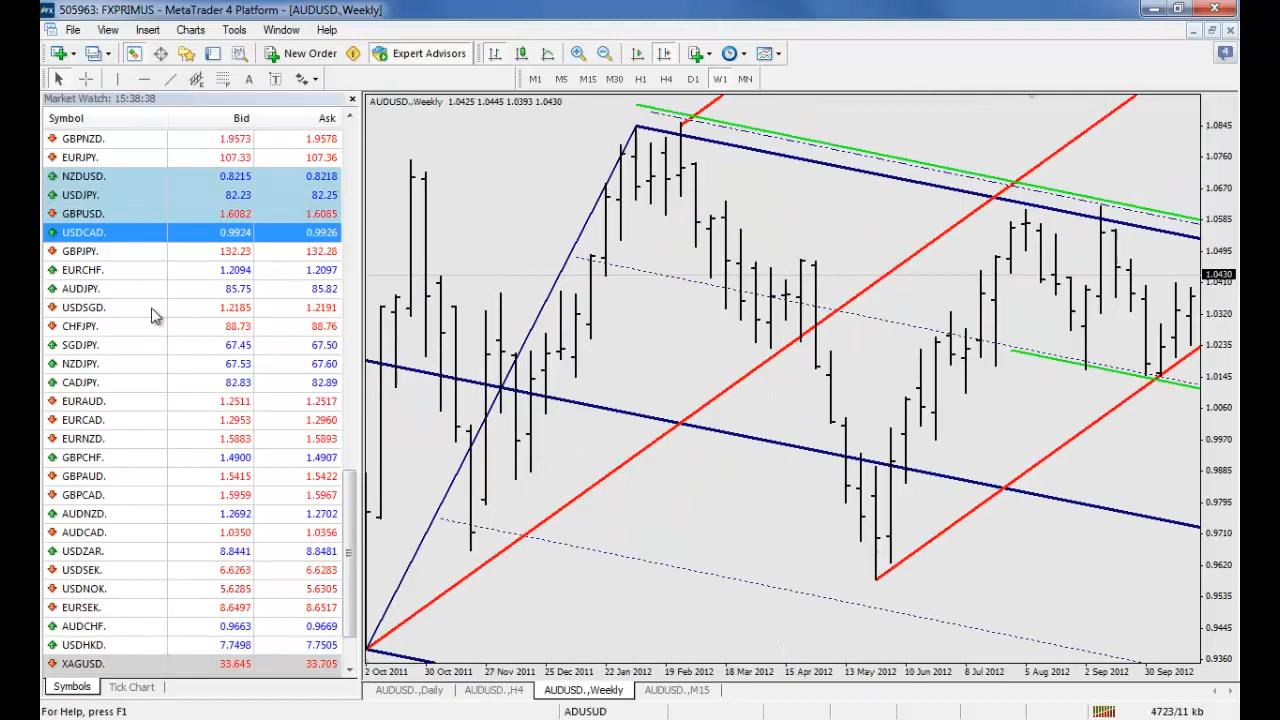 505963: FXPRIMUS - MetaTrader 4 Platform - [AUDUSD.,Weekly]
File View Insert Charts Tools Window Help
New Order Expert Advisors 4
A T M1 M5 M15 M30 H1 H4 D1 W1 MN
Market Watch: 15:38:38
Symbol Bid Ask
GBPNZD. 1.9573 1.9578
EURJPY. 107.33 107.36
NZDUSD. 0.8215 0.8218
USDJPY. 82.23 82.25
GBPUSD. 1.6082 1.6085
USDCAD. 0.9924 0.9926
GBPJPY. 132.23 132.28
EURCHF. 1.2094 1.2097
AUDJPY. 85.75 85.82
USDSGD. 1.2185 1.2191
CHFJPY. 88.73 88.76
SGDJPY. 67.45 67.50
NZDJPY. 67.53 67.60
CADJPY. 82.83 82.89
EURAUD. 1.2511 1.2517
EURCAD. 1.2953 1.2960
EURNZD. 1.5883 1.5893
GBPCHF. 1.4900 1.4907
GBPAUD. 1.5415 1.5422
GBPCAD. 1.5959 1.5967
AUDNZD. 1.2692 1.2702
AUDCAD. 1.0350 1.0356
USDZAR. 8.8441 8.8481
USDSEK. 6.6263 6.6283
USDNOK. 5.6285 5.6305
EURSEK. 8.6497 8.6517
AUDCHF. 0.9663 0.9669
USDHKD. 7.7498 7.7505
XAGUSD. 33.645 33.705
Symbols Tick Chart
AUDUSD.,Weekly 1.0425 1.0445 1.0393 1.0430
1.0845
1.0760
1.0670
1.0585
1.0495
1.0430
1.0410
1.0320
1.0235
1.0145
1.0060
0.9970
0.9885
0.9795
0.9710
0.9620
0.9535
0.9445
0.9360
2 Oct 2011 30 Oct 2011 27 Nov 2011 25 Dec 2011 22 Jan 2012 19 Feb 2012 18 Mar 2012 15 Apr 2012 13 May 2012 10 Jun 2012 8 Jul 2012 5 Aug 2012 2 Sep 2012 30 Sep 2012
AUDUSD.,Daily AUDUSD.,H4 AUDUSD.,Weekly AUDUSD.,M15
For Help, press F1 ADUSUD 4723/11 kb